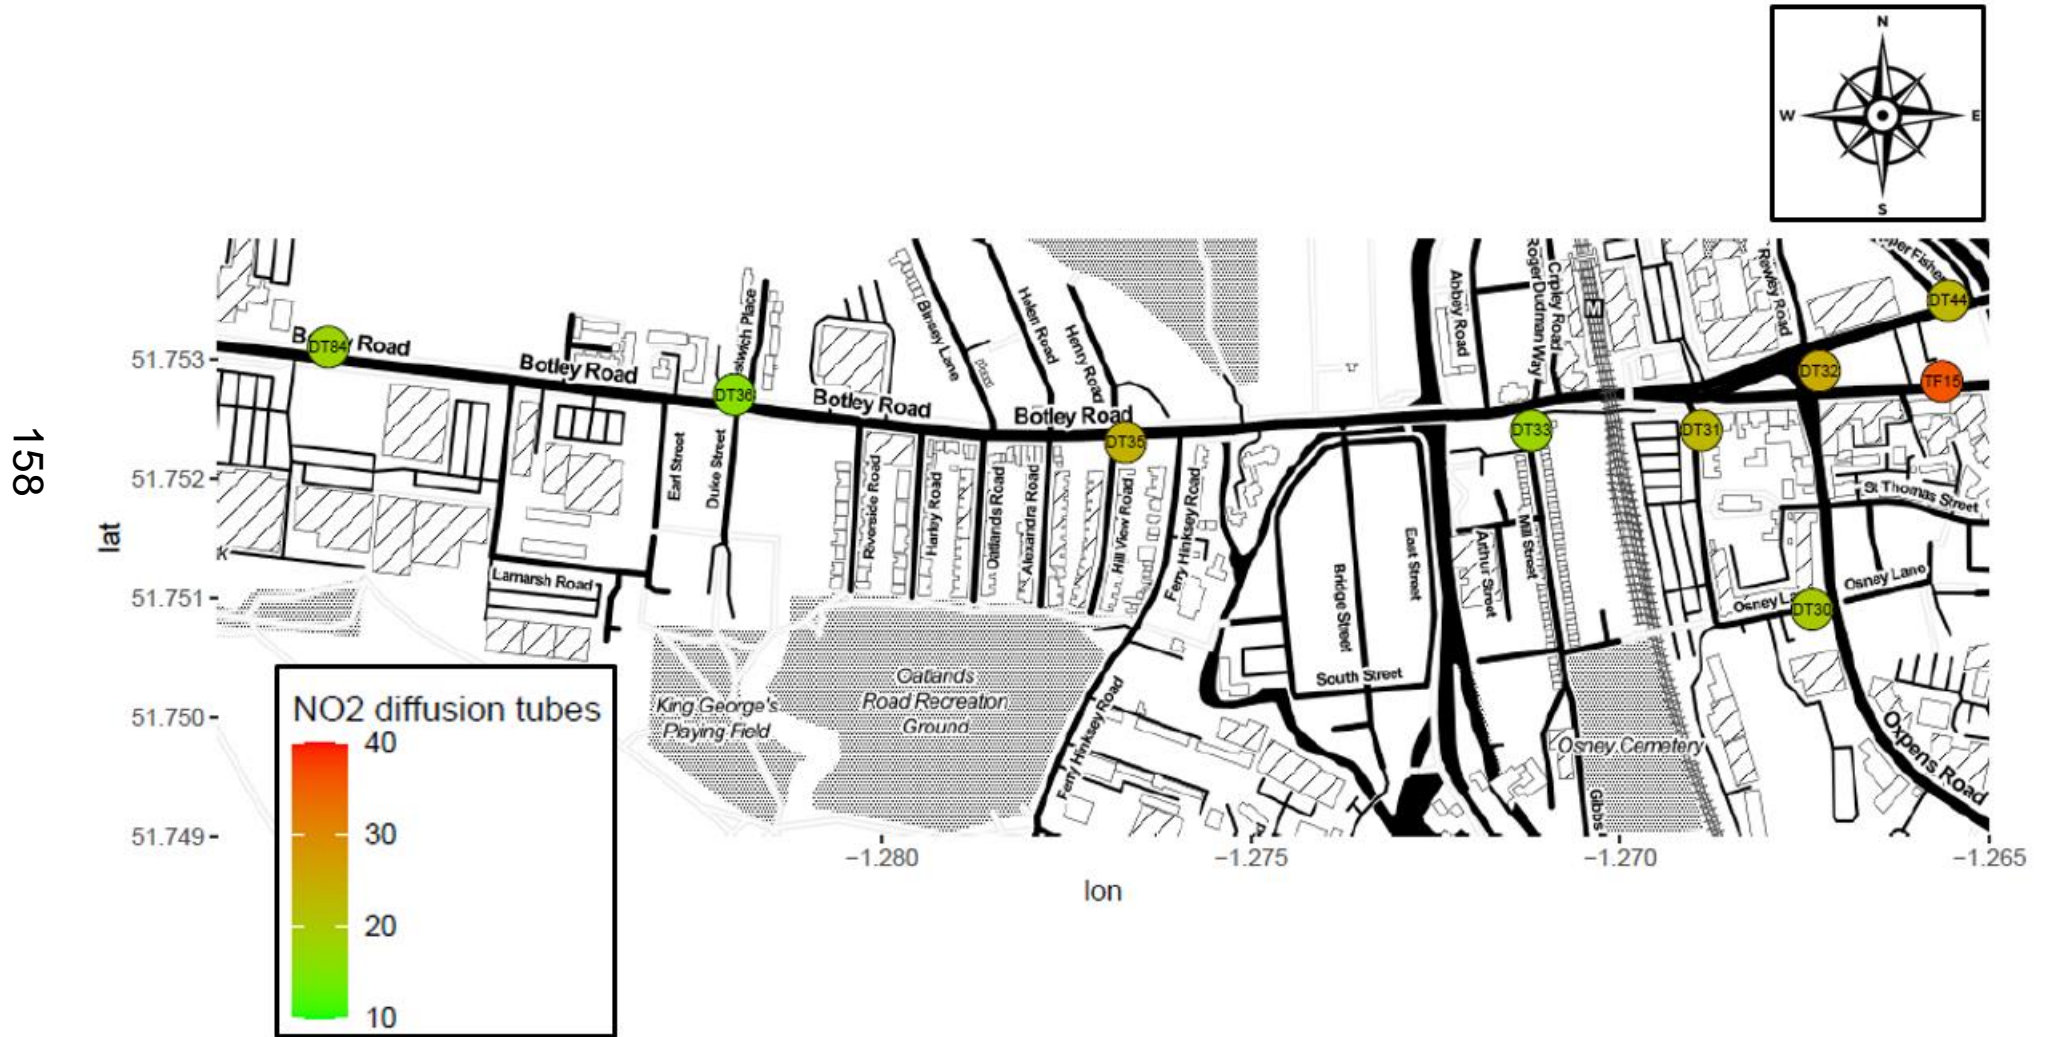 N
W
E
S
158
lat
51.753
51.752
51.751
51.750
51.749
-1.280
-1.275
-1.270
-1.265
lon
NO2 diffusion tubes
40
30
20
10
DT84
Road
Botley Road
DT36
Botley Road
Binsey Lane
Helen Road
Henry Road
Botley Road
DT35
Abbey Road
Roger Dudman Way
Cripley Road
M
Rewley Road
DT44
DT32
TF15
DT33
DT31
St Thomas Street
Earl Street
Duke Street
Riverside Road
Harley Road
Oatlands Road
Alexandra Road
Hill View Road
Ferry Hinksey Road
Bridge Street
East Street
Arthur Street
Mill Street
Lamarsh Road
Osney
DT30
Osney Lane
South Street
King George's
Playing Field
Oatlands
Road Recreation
Ground
Ferry Hinksey Road
Osney Cemetery
Gibbs
Oxpens Road